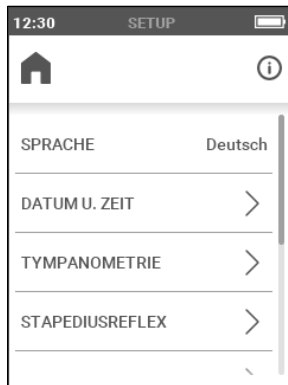 12:30 SETUP
SPRACHE Deutsch
DATUM U. ZEIT
TYMPANOMETRIE
STAPEDIUSREFLEX